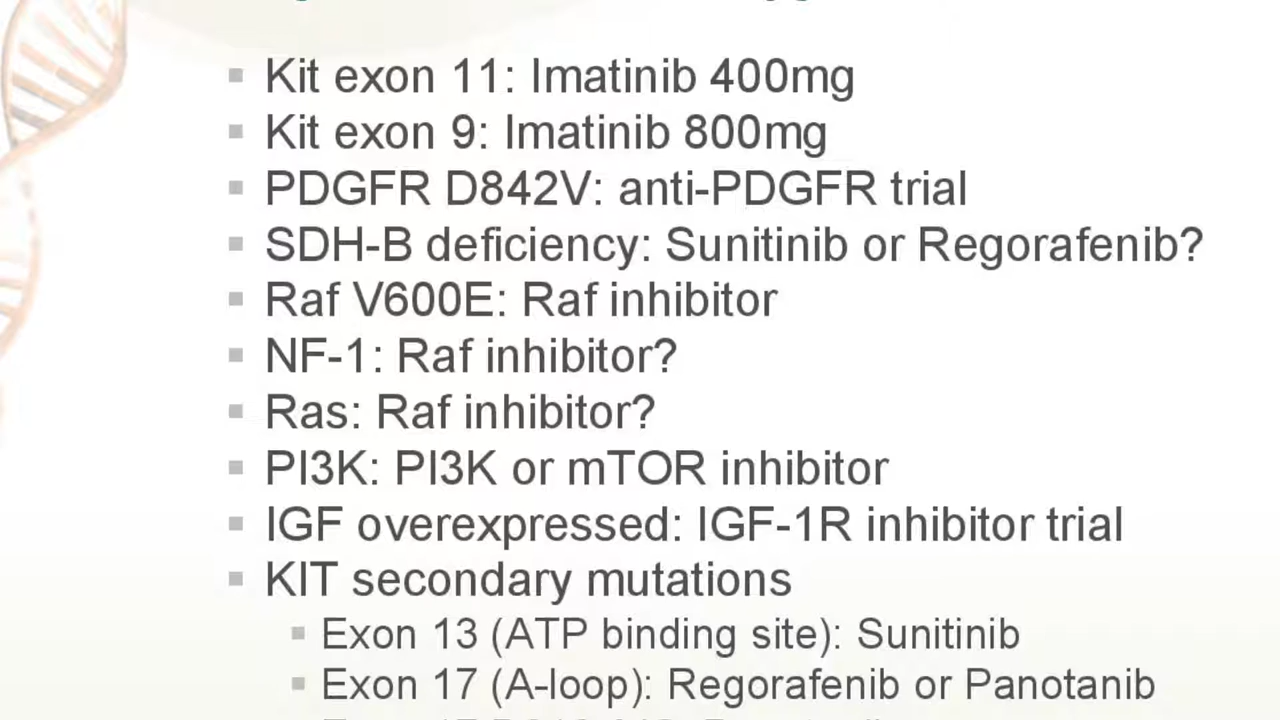 Kit exon 11: Imatinib 400mg
Kit exon 9: Imatinib 800mg
PDGFR D842V: anti-PDGFR trial
SDH-B deficiency: Sunitinib or Regorafenib?
Raf V600E: Raf inhibitor
NF-1: Raf inhibitor?
Ras: Raf inhibitor?
PI3K: PI3K or mTOR inhibitor
IGF overexpressed: IGF-1R inhibitor trial
KIT secondary mutations
Exon 13 (ATP binding site): Sunitinib
Exon 17 (A-loop): Regorafenib or Panotanib